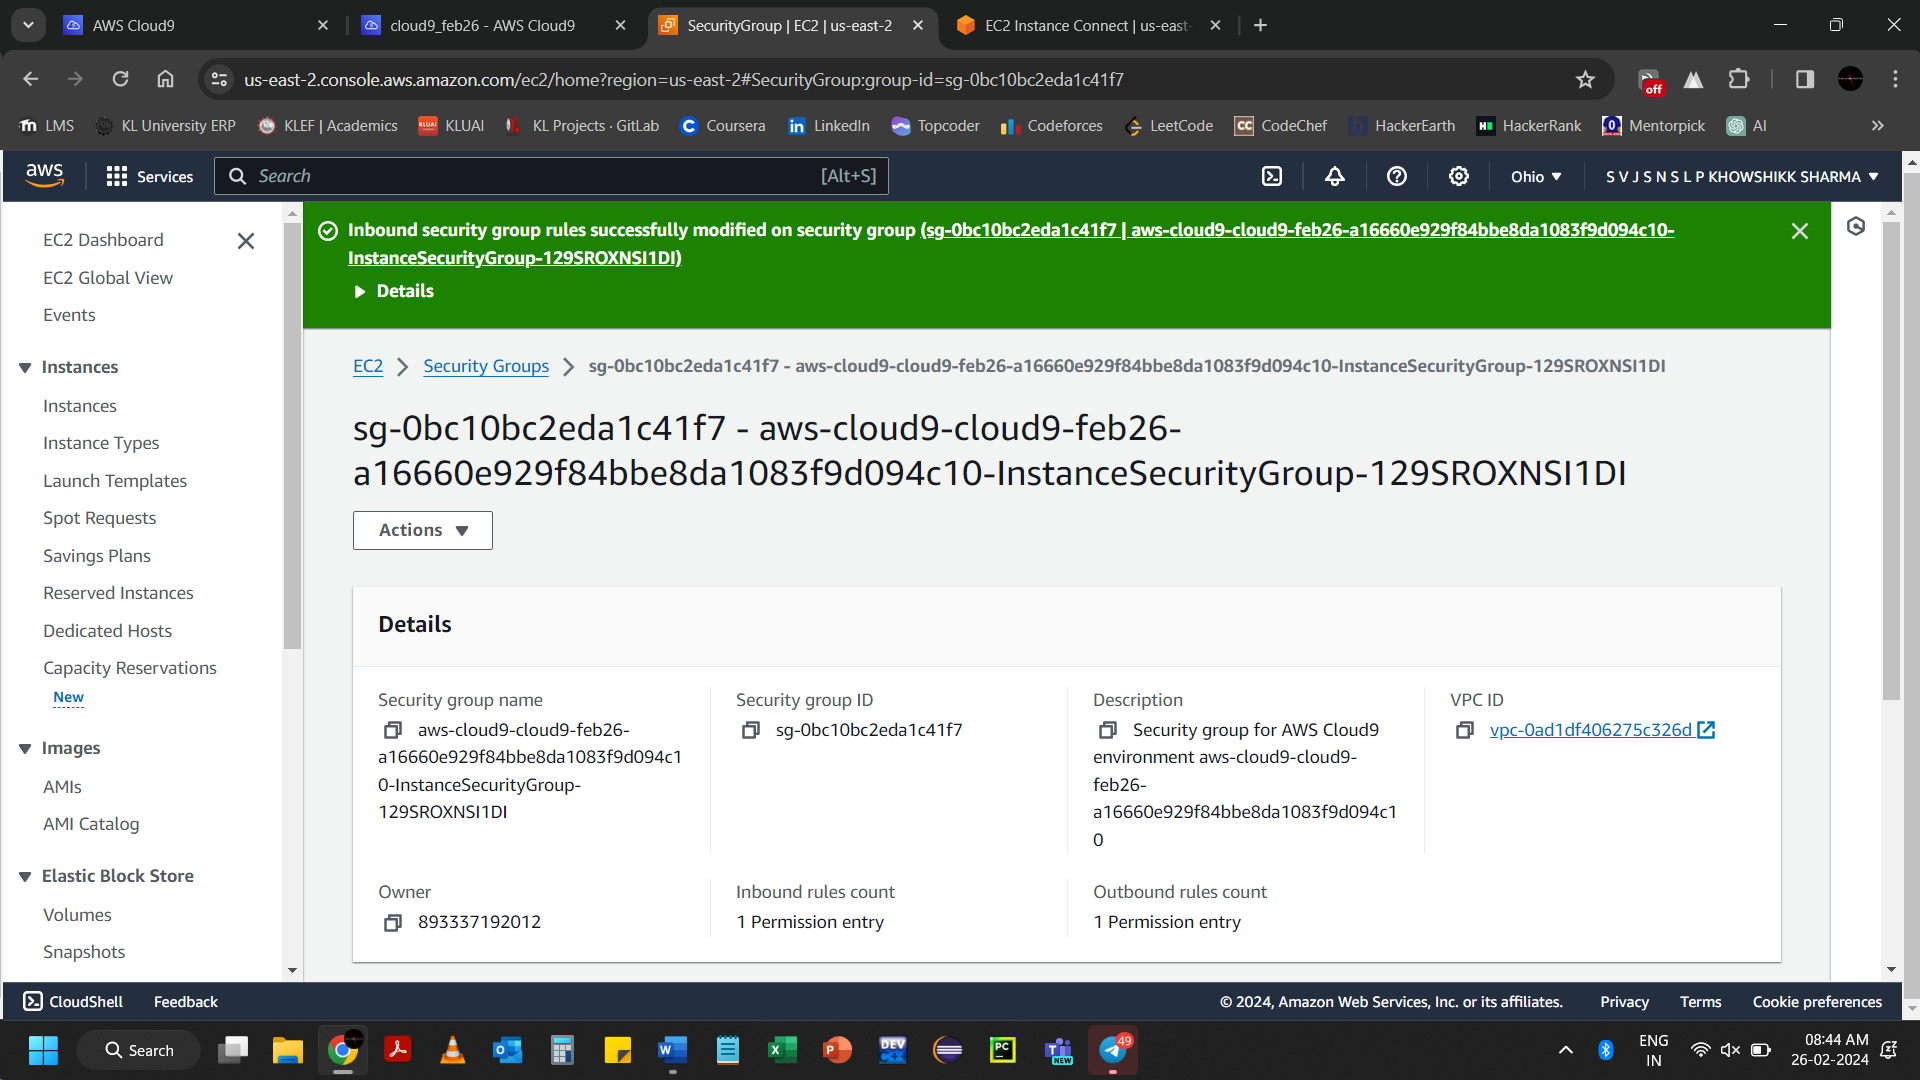 AWS Cloud9
cloud9_feb26 - AWS Cloud9
SecurityGroup | EC2 | us-east-2
EC2 Instance Connect | us-east-
us-east-2.console.aws.amazon.com/ec2/home?region=us-east-2#SecurityGroup:group-id=sg-0bc10bc2eda1c41f7
off
LMS
KL University ERP
KLEF | Academics
KLUAI
KL Projects · GitLab
Coursera
LinkedIn
Topcoder
Codeforces
LeetCode
CodeChef
HackerEarth
HackerRank
Mentorpick
AI
aws
Services
Search
[Alt+S]
Ohio
S V J S N S L P KHOWSHIKK SHARMA
EC2 Dashboard
EC2 Global View
Events
Instances
Instances
Instance Types
Launch Templates
Spot Requests
Savings Plans
Reserved Instances
Dedicated Hosts
Capacity Reservations
New
Images
AMIs
AMI Catalog
Elastic Block Store
Volumes
Snapshots
Inbound security group rules successfully modified on security group (sg-0bc10bc2eda1c41f7 | aws-cloud9-cloud9-feb26-a16660e929f84bbe8da1083f9d094c10-
InstanceSecurityGroup-129SROXNSI1DI)
Details
EC2
Security Groups
sg-0bc10bc2eda1c41f7 - aws-cloud9-cloud9-feb26-a16660e929f84bbe8da1083f9d094c10-InstanceSecurityGroup-129SROXNSI1DI
sg-0bc10bc2eda1c41f7 - aws-cloud9-cloud9-feb26-
a16660e929f84bbe8da1083f9d094c10-InstanceSecurityGroup-129SROXNSI1DI
Actions
Details
Security group name
aws-cloud9-cloud9-feb26-
a16660e929f84bbe8da1083f9d094c1
0-InstanceSecurityGroup-
129SROXNSI1DI
Security group ID
sg-0bc10bc2eda1c41f7
Description
Security group for AWS Cloud9
environment aws-cloud9-cloud9-
feb26-
a16660e929f84bbe8da1083f9d094c1
0
VPC ID
vpc-0ad1df406275c326d
Owner
893337192012
Inbound rules count
1 Permission entry
Outbound rules count
1 Permission entry
CloudShell
Feedback
© 2024, Amazon Web Services, Inc. or its affiliates.
Privacy
Terms
Cookie preferences
Search
DEV
PC
NEW
49
ENG
IN
08:44 AM
26-02-2024